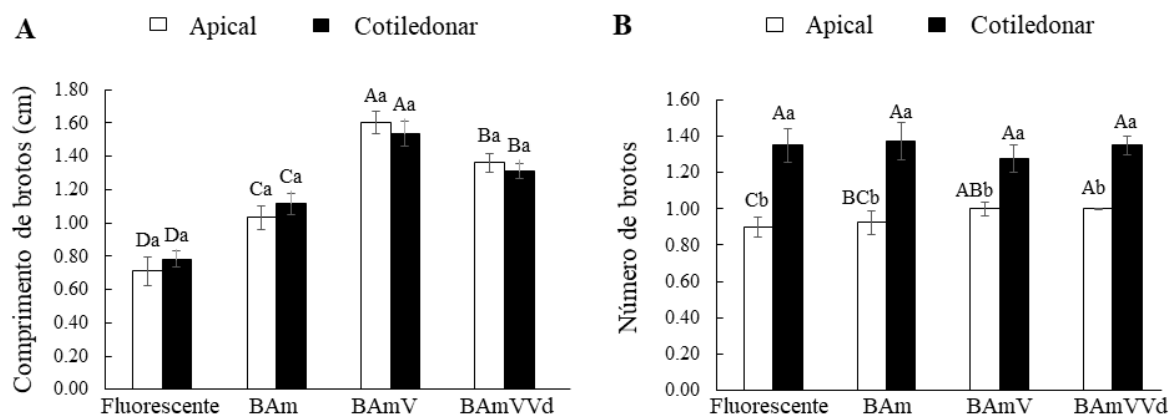 A
Apical Cotiledonar
Comprimento de brotos (cm)
1.80
1.60
1.40
1.20
1.00
0.80
0.60
0.40
0.20
0.00
Da Da Ca Ca Aa Aa Ba Ba
Fluorescente BAm BAmV BAmVVd
B
Apical Cotiledonar
Número de brotos
1.60
1.40
1.20
1.00
0.80
0.60
0.40
0.20
0.00
Cb Aa BCb Aa ABb Aa Ab Aa
Fluorescente BAm BAmV BAmVVd